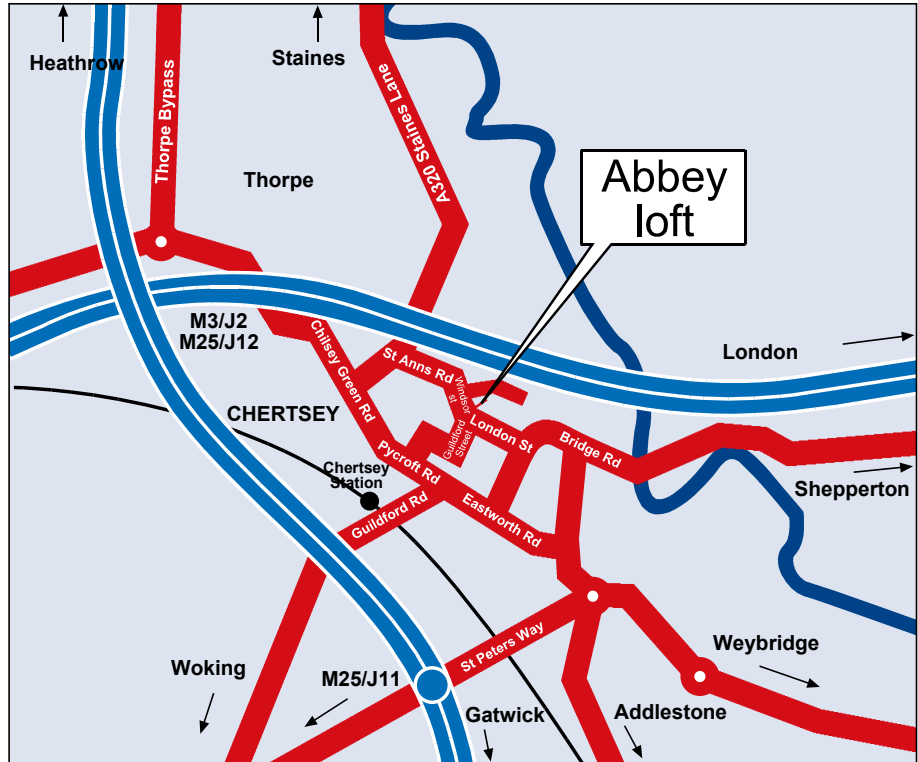 Heathrow
Staines
Thorpe Bypass
A320 Staines Lane
Thorpe
Abbey
loft
M3/J2
M25/J12
London
Chilsey Green Rd
St Anns Rd
Windsor
st
CHERTSEY
Guildford
Street
London St
Bridge Rd
Pycroft Rd
Chertsey
Station
Shepperton
Guildford Rd
Eastworth Rd
St Peters Way
Weybridge
Woking
M25/J11
Gatwick
Addlestone